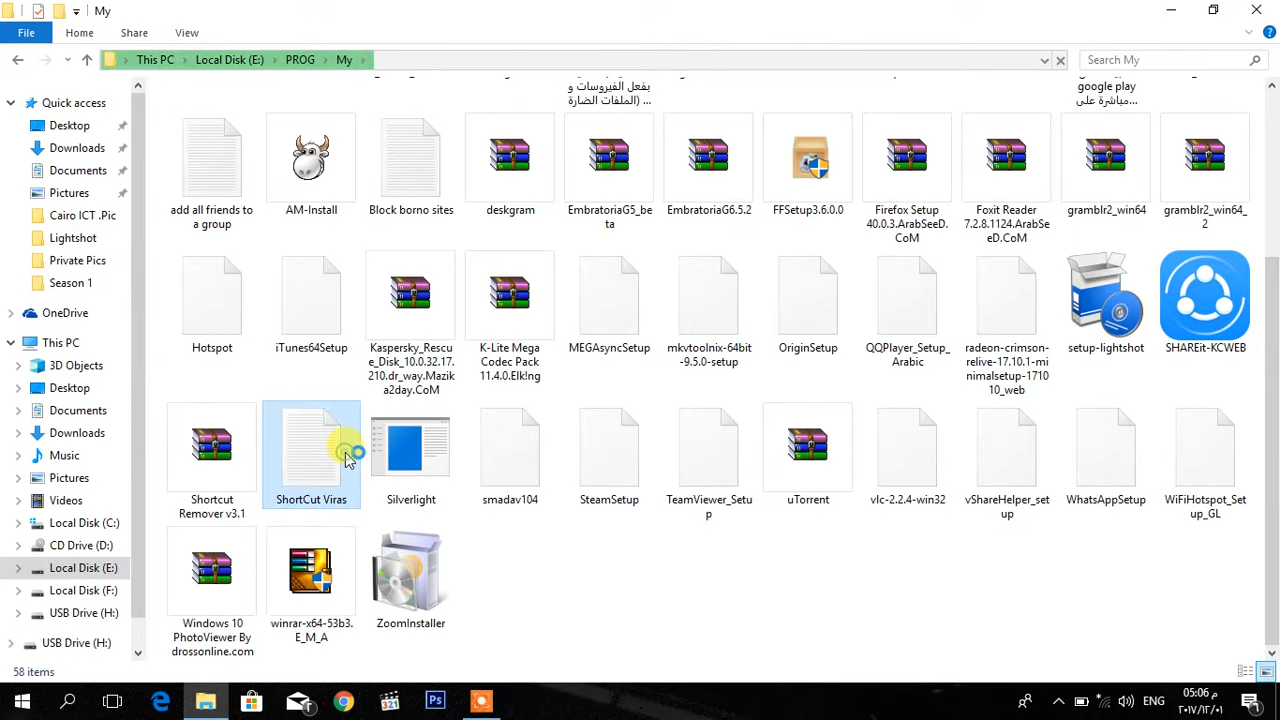 My
File
Home
Share
View
This PC
Local Disk (E:)
PROG
My
Search My
Quick access
Desktop
Downloads
Documents
Pictures
Cairo ICT .Pic
Lightshot
Private Pics
Season 1
OneDrive
This PC
3D Objects
Desktop
Documents
Downloads
Music
Pictures
Videos
Local Disk (C:)
CD Drive (D:)
Local Disk (E:)
Local Disk (F:)
USB Drive (H:)
USB Drive (H:)
بفعل الفيروسات و
(الملفات الضارة ...
google play
مباشرة على...
add all friends to
a group
AM-Install
Block borno sites
deskgram
EmbratoriaG5_be
ta
EmbratoriaG6.5.2
FFSetup3.6.0.0
Firefox Setup
40.0.3.ArabSeeD.
CoM
Foxit Reader
7.2.8.1124.ArabSe
eD.CoM
gramblr2_win64
gramblr2_win64_
2
Hotspot
iTunes64Setup
Kaspersky_Rescu
e_Disk_10.0.32.17.
210.dr_way.Mazik
a2day.CoM
K-Lite Mega
Codec Pack
11.4.0.Elk!ng
MEGAsyncSetup
mkvtoolnix-64bit
-9.5.0-setup
OriginSetup
QQPlayer_Setup_
Arabic
radeon-crimson-
relive-17.10.1-mi
nimalsetup-1710
10_web
setup-lightshot
SHAREit-KCWEB
Shortcut
Remover v3.1
ShortCut Viras
Silverlight
smadav104
SteamSetup
TeamViewer_Setu
p
uTorrent
vlc-2.2.4-win32
vShareHelper_set
up
WhatsAppSetup
WiFiHotspot_Set
up_GL
Windows 10
PhotoViewer By
drossonline.com
winrar-x64-53b3.
E_M_A
ZoomInstaller
58 items
ENG
05:06 م
٢٠١٧/١٢/٠١